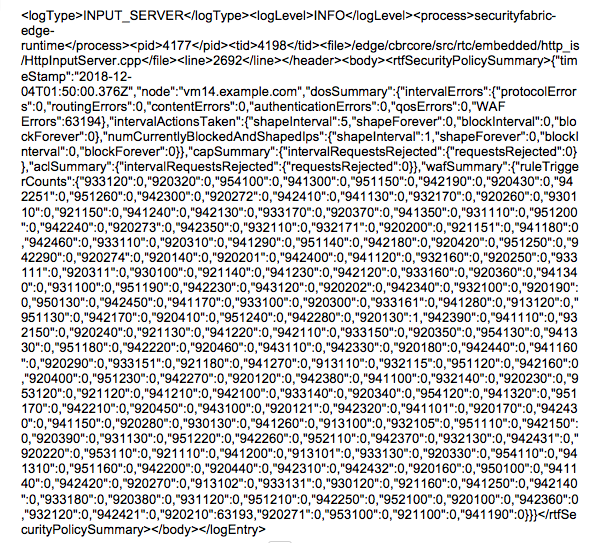 <logType>INPUT_SERVER</logType><logLevel>INFO</logLevel><process>securityfabric-
edge-
runtime</process><pid>4177</pid><tid>4198</tid><file>/edge/cbrcore/src/rtc/embedded/http_is
/HttpInputServer.cpp</file><line>2692</line></header><body><rtfSecurityPolicySummary>{"tim
eStamp":"2018-12-
04T01:50:00.376Z","node":"vm14.example.com","dosSummary":{"intervalErrors":{"protocolError
s":0,"routingErrors":0,"contentErrors":0,"authenticationErrors":0,"qosErrors":0,"WAF
Errors":63194},"intervalActionsTaken":{"shapeInterval":5,"shapeForever":0,"blockInterval":0,"blo
ckForever":0},"numCurrentlyBlockedAndShapedIps":{"shapeInterval":1,"shapeForever":0,"blockI
nterval":0,"blockForever":0}},"capSummary":{"intervalRequestsRejected":{"requestsRejected":0}
},"aclSummary":{"intervalRequestsRejected":{"requestsRejected":0}},"wafSummary":{"ruleTrigge
rCounts":{"933120":0,"920320":0,"954100":0,"941300":0,"951150":0,"942190":0,"920430":0,"94
2251":0,"951260":0,"942300":0,"920272":0,"942410":0,"941130":0,"932170":0,"920260":0,"9301
10":0,"921150":0,"941240":0,"942130":0,"933170":0,"920370":0,"941350":0,"931110":0,"951200
":0,"942240":0,"920273":0,"942350":0,"932110":0,"932171":0,"920200":0,"921151":0,"941180":0
,"942460":0,"933110":0,"920310":0,"941290":0,"951140":0,"942180":0,"920420":0,"951250":0,"9
42290":0,"920274":0,"920140":0,"920201":0,"942400":0,"941120":0,"932160":0,"920250":0,"933
111":0,"920311":0,"930100":0,"921140":0,"941230":0,"942120":0,"933160":0,"920360":0,"94134
0":0,"931100":0,"951190":0,"942230":0,"943120":0,"920202":0,"942340":0,"932100":0,"920190":
0,"950130":0,"942450":0,"941170":0,"933100":0,"920300":0,"933161":0,"941280":0,"913120":0,"
951130":0,"942170":0,"920410":0,"951240":0,"942280":0,"920130":1,"942390":0,"941110":0,"93
2150":0,"920240":0,"921130":0,"941220":0,"942110":0,"933150":0,"920350":0,"954130":0,"9413
30":0,"951180":0,"942220":0,"920460":0,"943110":0,"942330":0,"920180":0,"942440":0,"941160
":0,"920290":0,"933151":0,"921180":0,"941270":0,"913110":0,"932115":0,"951120":0,"942160":0
,"920400":0,"951230":0,"942270":0,"920120":0,"942380":0,"941100":0,"932140":0,"920230":0,"9
53120":0,"921120":0,"941210":0,"942100":0,"933140":0,"920340":0,"954120":0,"941320":0,"951
170":0,"942210":0,"920450":0,"943100":0,"920121":0,"942320":0,"941101":0,"920170":0,"94243
0":0,"941150":0,"920280":0,"930130":0,"941260":0,"913100":0,"932105":0,"951110":0,"942150":
0,"920390":0,"931130":0,"951220":0,"942260":0,"952110":0,"942370":0,"932130":0,"942431":0,"
920220":0,"953110":0,"921110":0,"941200":0,"913101":0,"933130":0,"920330":0,"954110":0,"94
1310":0,"951160":0,"942200":0,"920440":0,"942310":0,"942432":0,"920160":0,"950100":0,"9411
40":0,"942420":0,"920270":0,"913102":0,"933131":0,"930120":0,"921160":0,"941250":0,"942140"
:0,"933180":0,"920380":0,"931120":0,"951210":0,"942250":0,"952100":0,"920100":0,"942360":0
,"932120":0,"942421":0,"920210":63193,"920271":0,"953100":0,"921100":0,"941190":0}}}</rtfSe
curityPolicySummary></body></logEntry>